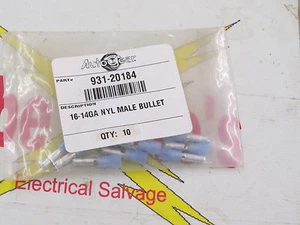 AutoGear
PART#
931-20184
DESCRIPTION
16-14GA NYL MALE BULLET
QTY: 10
Electrical Salvage